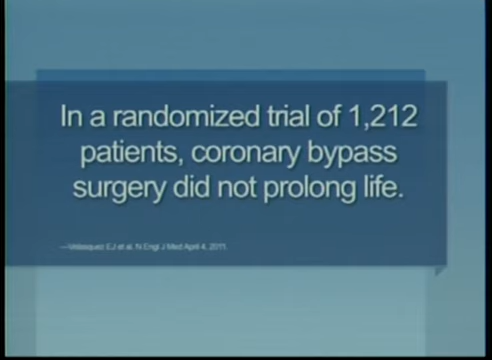 In a randomized trial of 1,212
patients, coronary bypass
surgery did not prolong life.
—Velasquez EJ et al. N Engl J Med April 4, 2011.